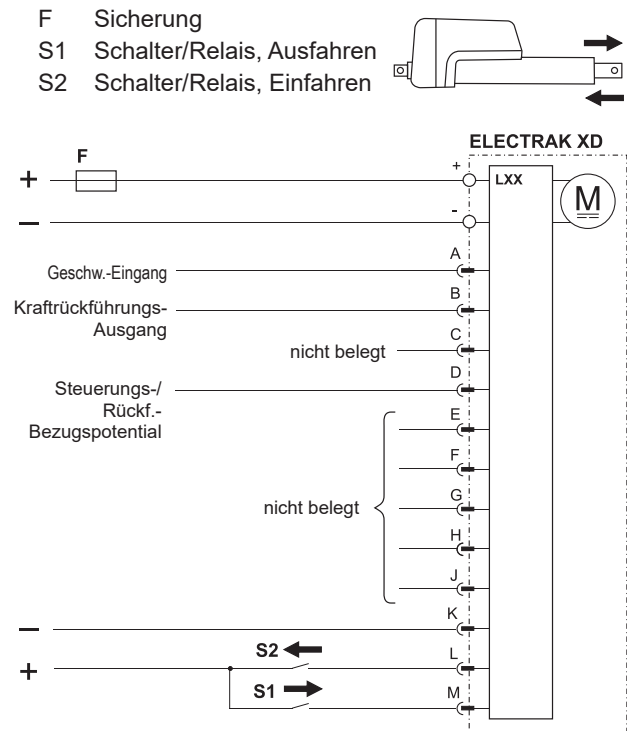 F Sicherung
S1 Schalter/Relais, Ausfahren
S2 Schalter/Relais, Einfahren
ELECTRAK XD
F
+
+
LXX
M
–
-
A
Geschw.-Eingang
B
Kraftrückführungs-
Ausgang
C
nicht belegt
D
Steuerungs-/
Rückf.-
Bezugspotential
E
F
G
nicht belegt
H
J
K
–
S2
L
+
S1
M